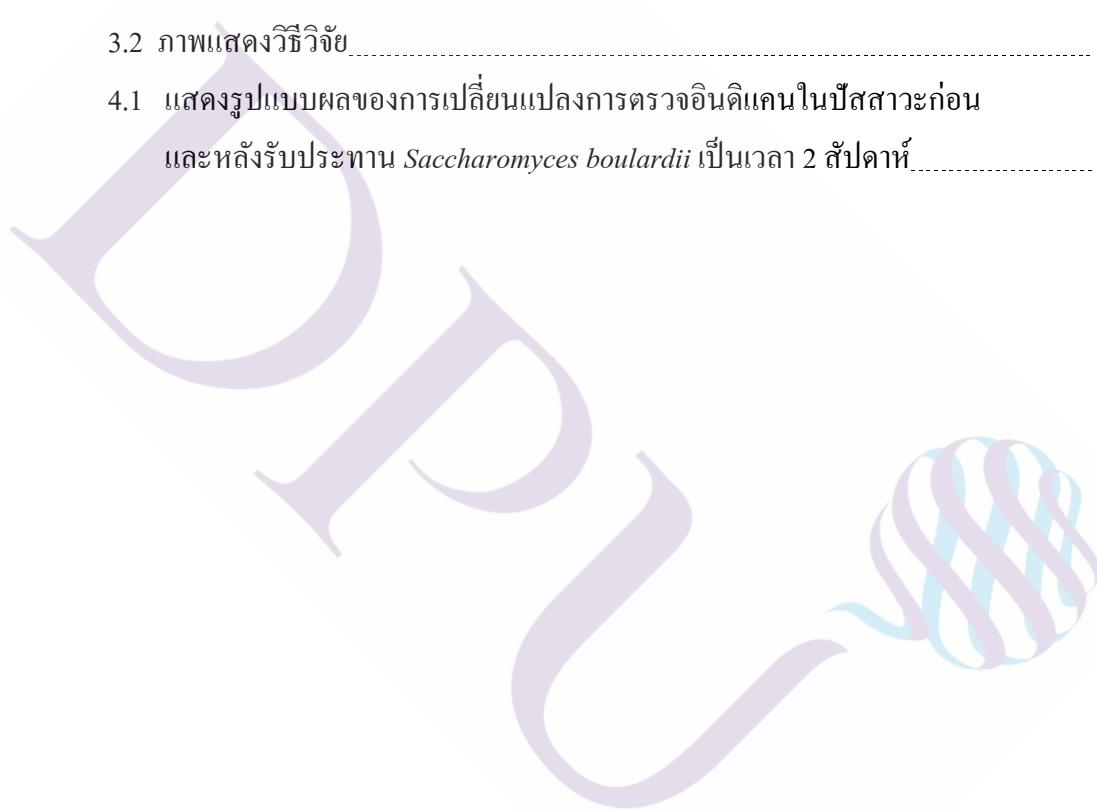 3.2 ภาพแสดงวิธีวิจัย
4.1 แสดงรูปแบบผลของการเปลี่ยนแปลงการตรวจอินดิแคนในปัสสาวะก่อน
และหลังรับประทาน Saccharomyces boulardii เป็นเวลา 2 สัปดาห์
DPU